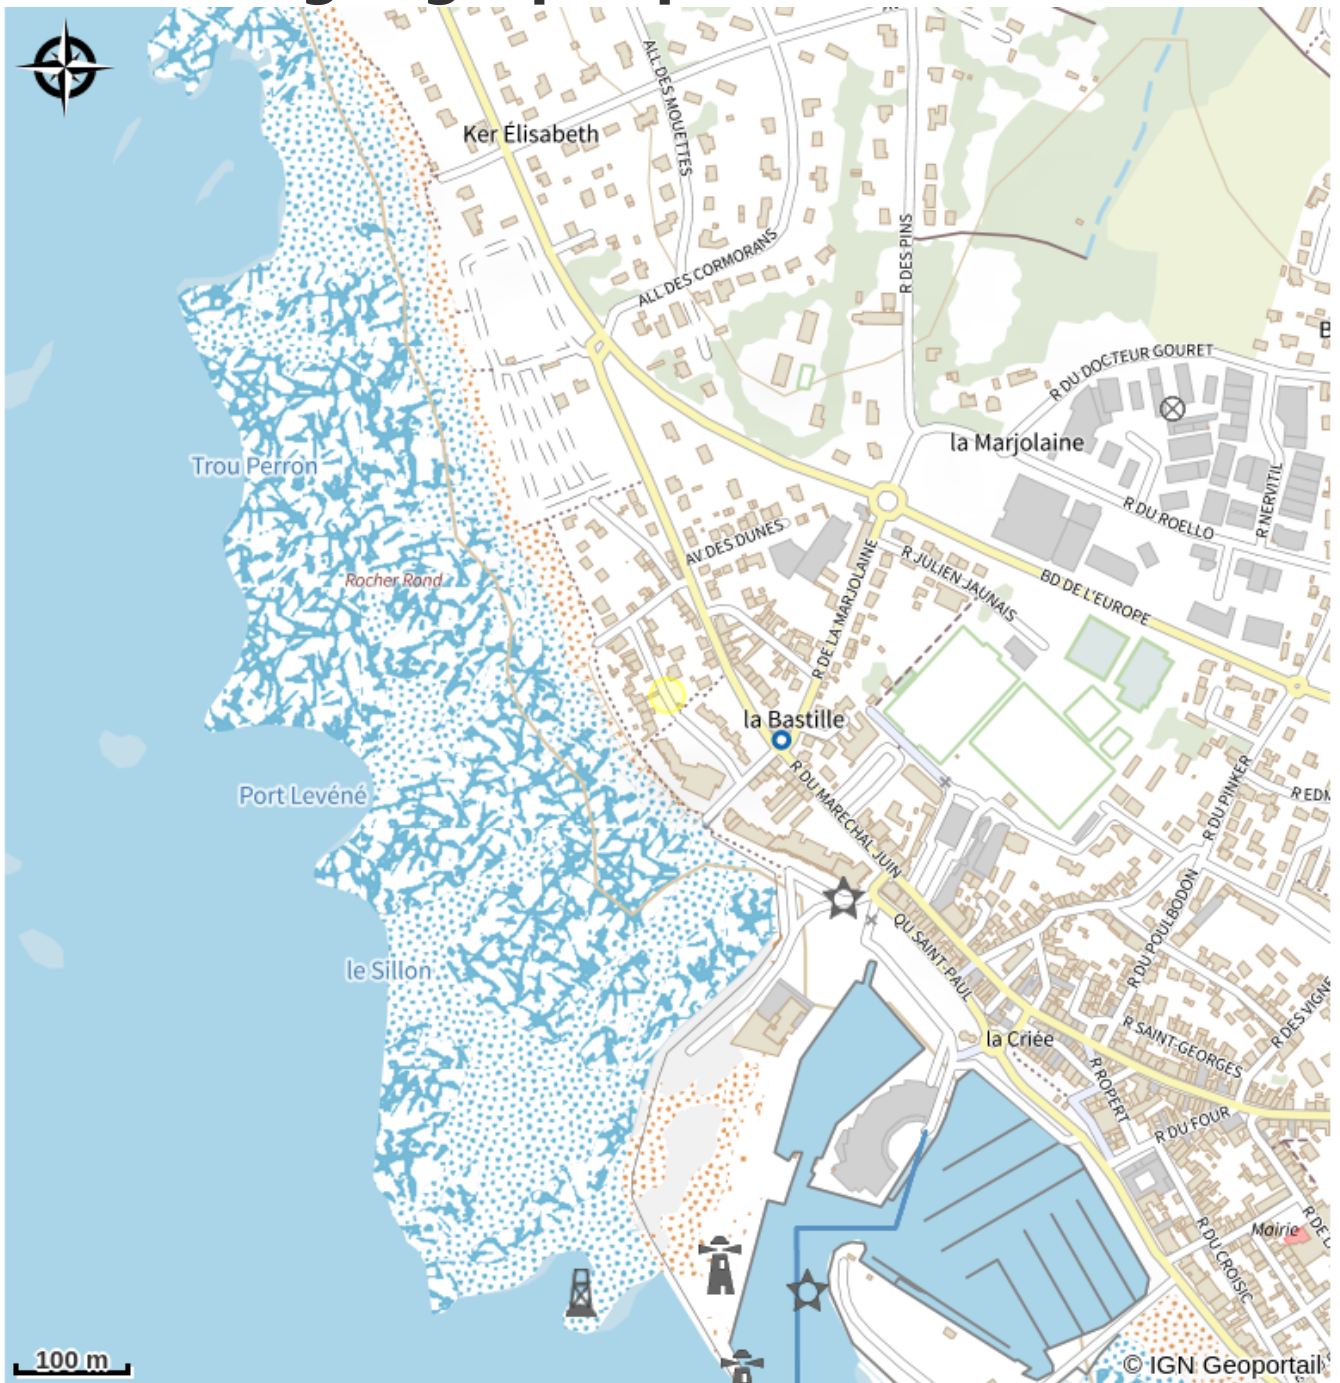 ALL DES MOUETTES
Ker Élisabeth
ALL DES CORMORANS
R DES PINS
R DU DOCTEUR GOURET
la Marjolaine
Trou Perron
R DU ROELLO
R NERVITIL
AV DES DUNES
R JULIEN JAUNAIS
BD DE L'EUROPE
Rocher Rond
R DE LA MARJOLAINE
la Bastille
Port Levéné
R DU MARECHAL JUIN
R DU PINKER
R EDM
R DU POULBODON
QU SAINT-PAUL
le Sillon
la Criée
R SAINT-GEORGES
R DES VIGNE
R ROPERT
R DU FOUR
Mairie
R DU CROISIC
R DE L
100 m
© IGN Geoportail